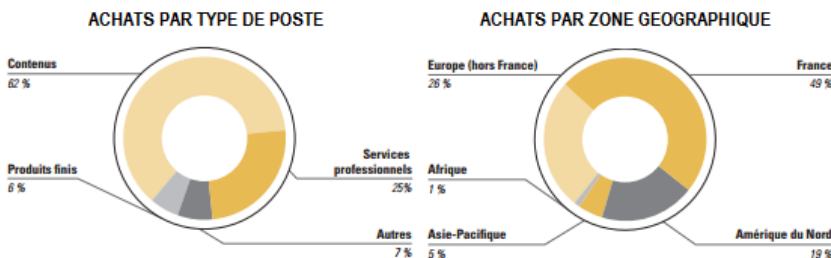 ACHATS PAR TYPE DE POSTE
Contenus
62 %
Produits finis
6 %
Services
professionnels
25%
Autres
7 %
ACHATS PAR ZONE GEOGRAPHIQUE
Europe (hors France)
26 %
France
49 %
Afrique
1 %
Asie-Pacifique
5 %
Amérique du Nord
19 %